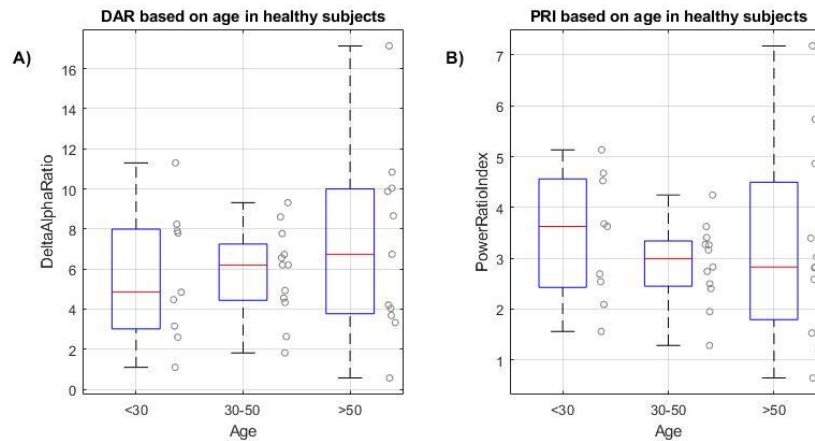 DAR based on age in healthy subjects
A)
16
14
12
10
8
6
4
2
0
DeltaAlphaRatio
<30
30-50
>50
Age
PRI based on age in healthy subjects
B)
7
6
5
4
3
2
1
PowerRatioIndex
<30
30-50
>50
Age